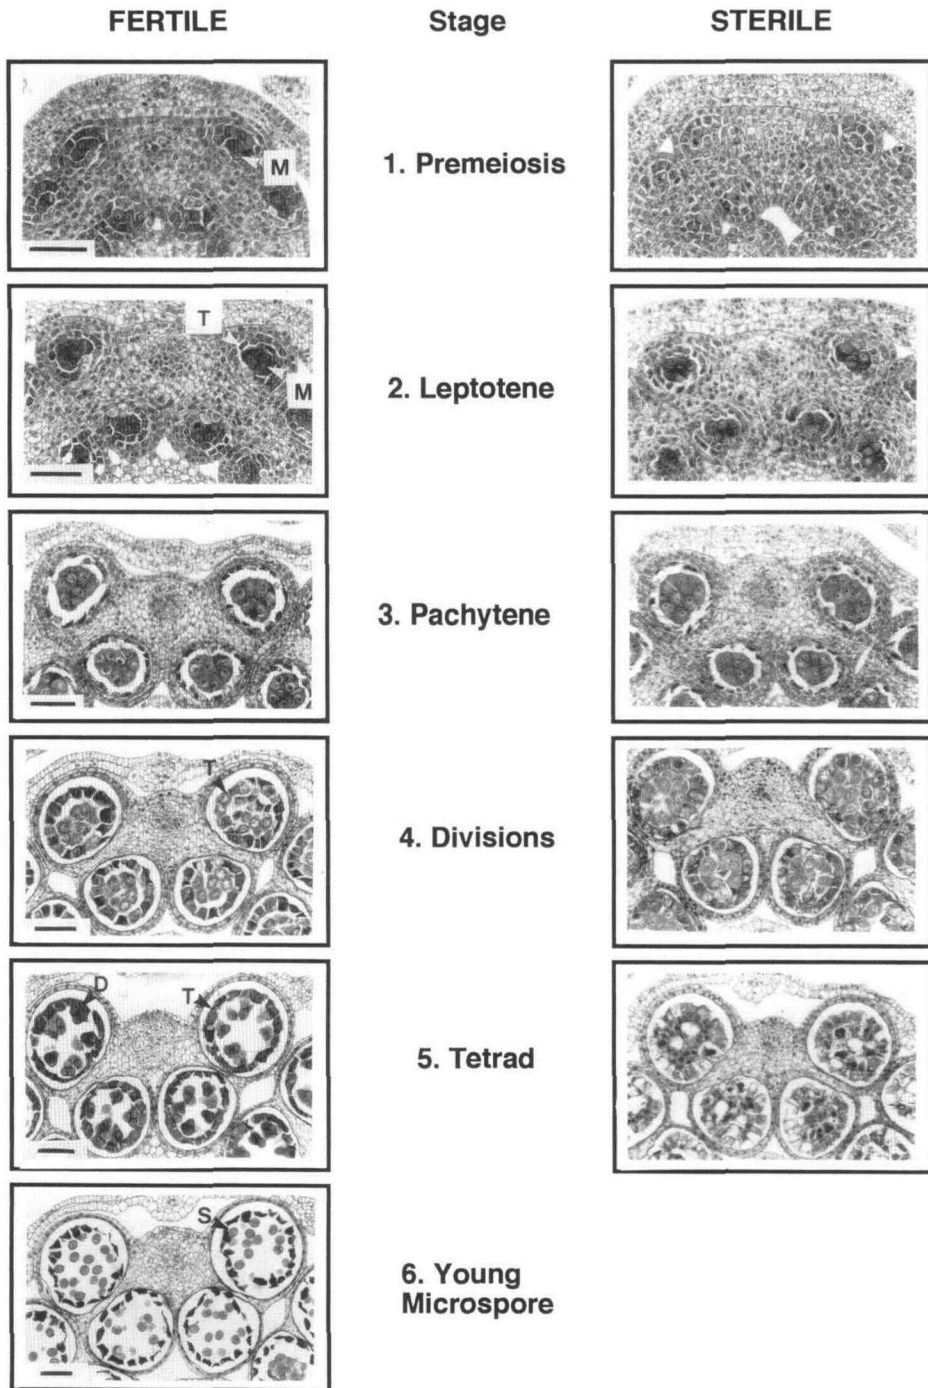 FERTILE Stage STERILE
M
1. Premeiosis
T
M
2. Leptotene
3. Pachytene
T
4. Divisions
D T
5. Tetrad
S
6. Young
Microspore